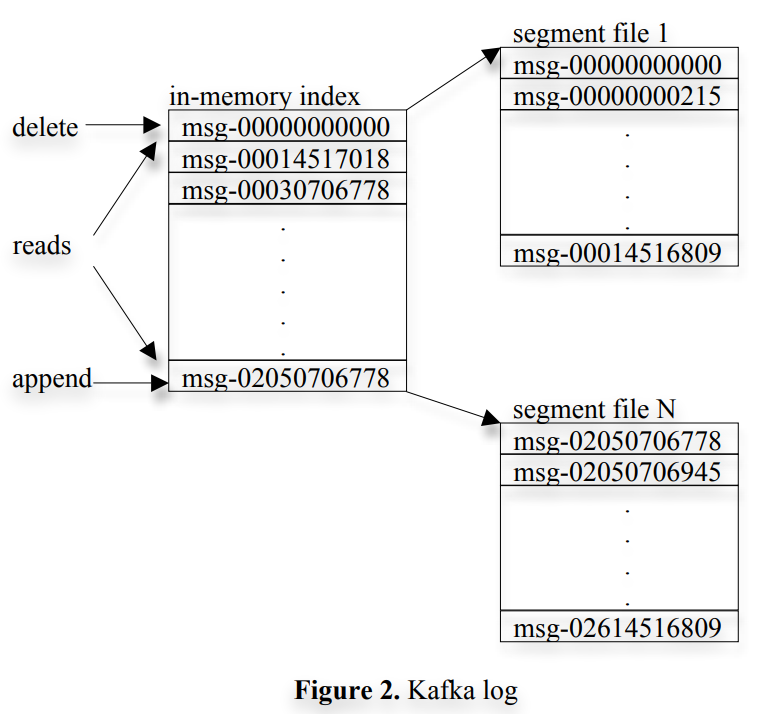 segment file 1
msg-00000000000
msg-00000000215
.
.
.
.
msg-00014516809
in-memory index
delete
msg-00000000000
msg-00014517018
msg-00030706778
reads
.
.
.
.
.
append
msg-02050706778
segment file N
msg-02050706778
msg-02050706945
.
.
.
.
msg-02614516809
Figure 2. Kafka log